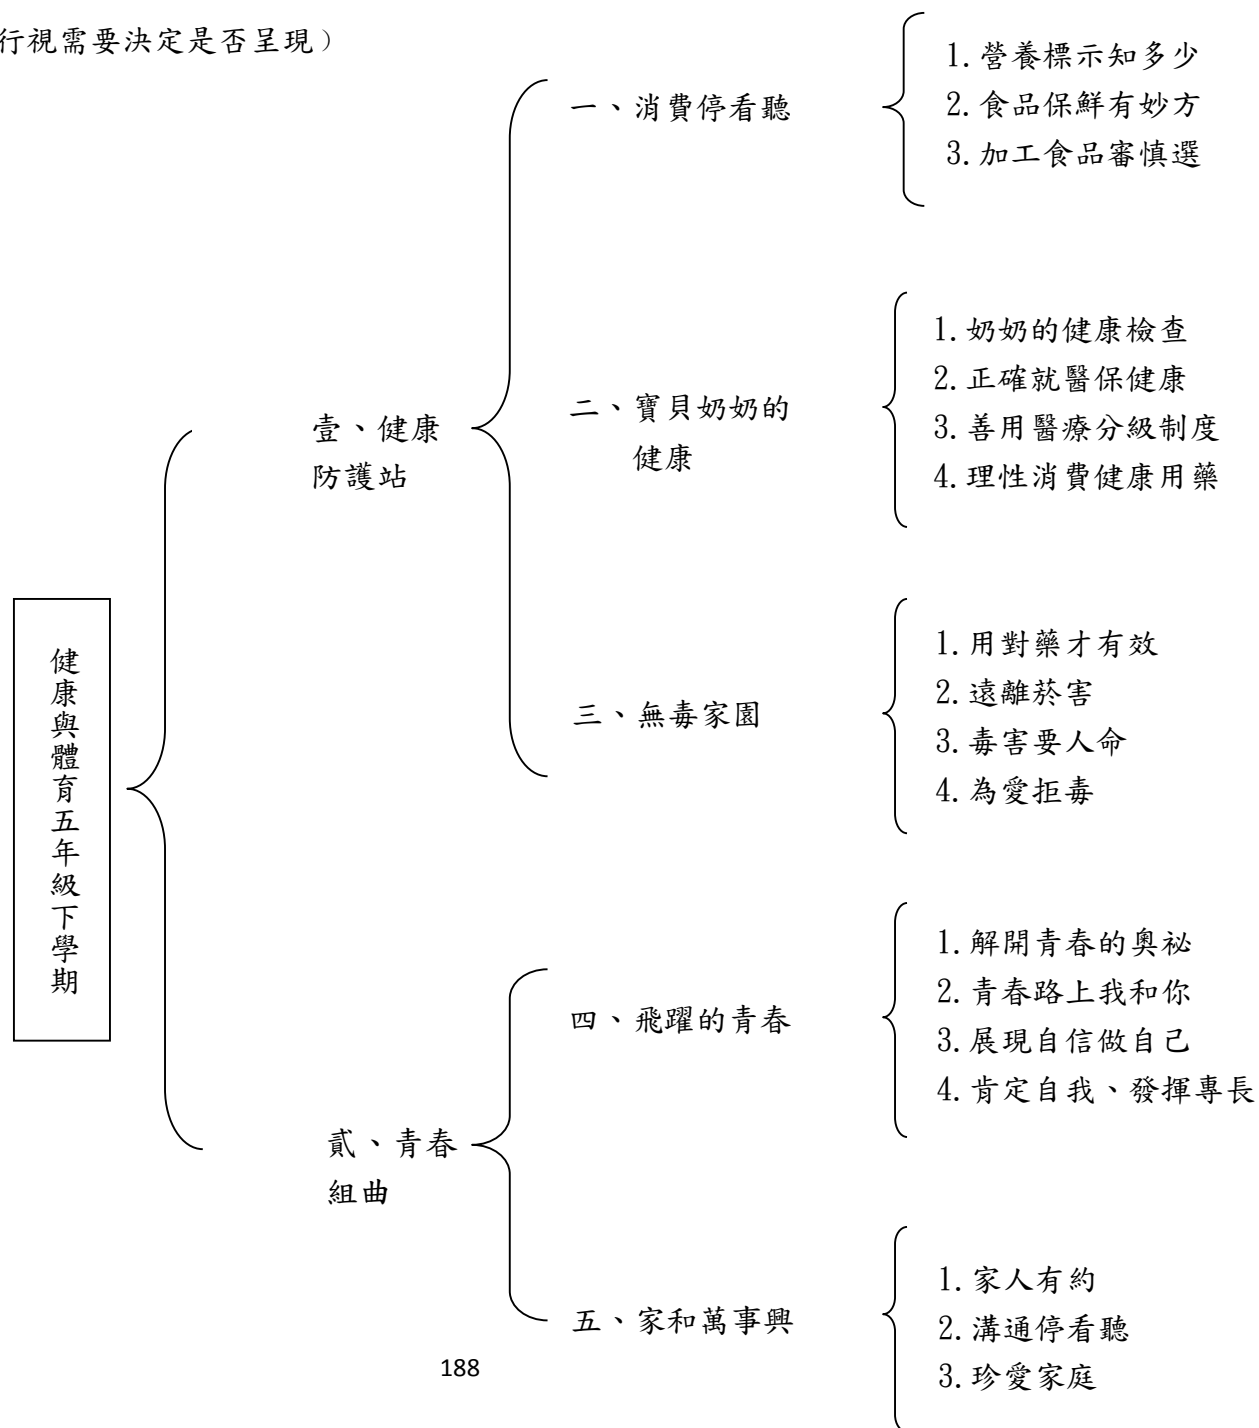 行視需要決定是否呈現）
健康與體育五年級下學期
壹、健康
防護站
一、消費停看聽
1.營養標示知多少
2.食品保鮮有妙方
3.加工食品審慎選
二、寶貝奶奶的
健康
1.奶奶的健康檢查
2.正確就醫保健康
3.善用醫療分級制度
4.理性消費健康用藥
三、無毒家園
1.用對藥才有效
2.遠離菸害
3.毒害要人命
4.為愛拒毒
貳、青春
組曲
四、飛躍的青春
1.解開青春的奧祕
2.青春路上我和你
3.展現自信做自己
4.肯定自我、發揮專長
五、家和萬事興
1.家人有約
2.溝通停看聽
3.珍愛家庭
188